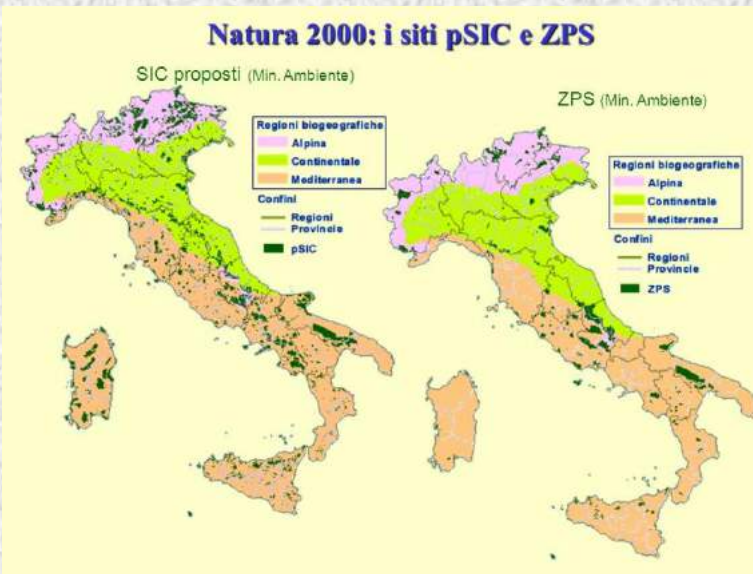 Natura 2000: i siti pSIC e ZPS
SIC proposti (Min. Ambiente)
Regioni biogeografiche
Alpina
Continentale
Mediterranea
Confini
Regioni
Provincie
pSIC
ZPS (Min. Ambiente)
Regioni biogeografiche
Alpina
Continentale
Mediterranea
Confini
Regioni
Provincie
ZPS